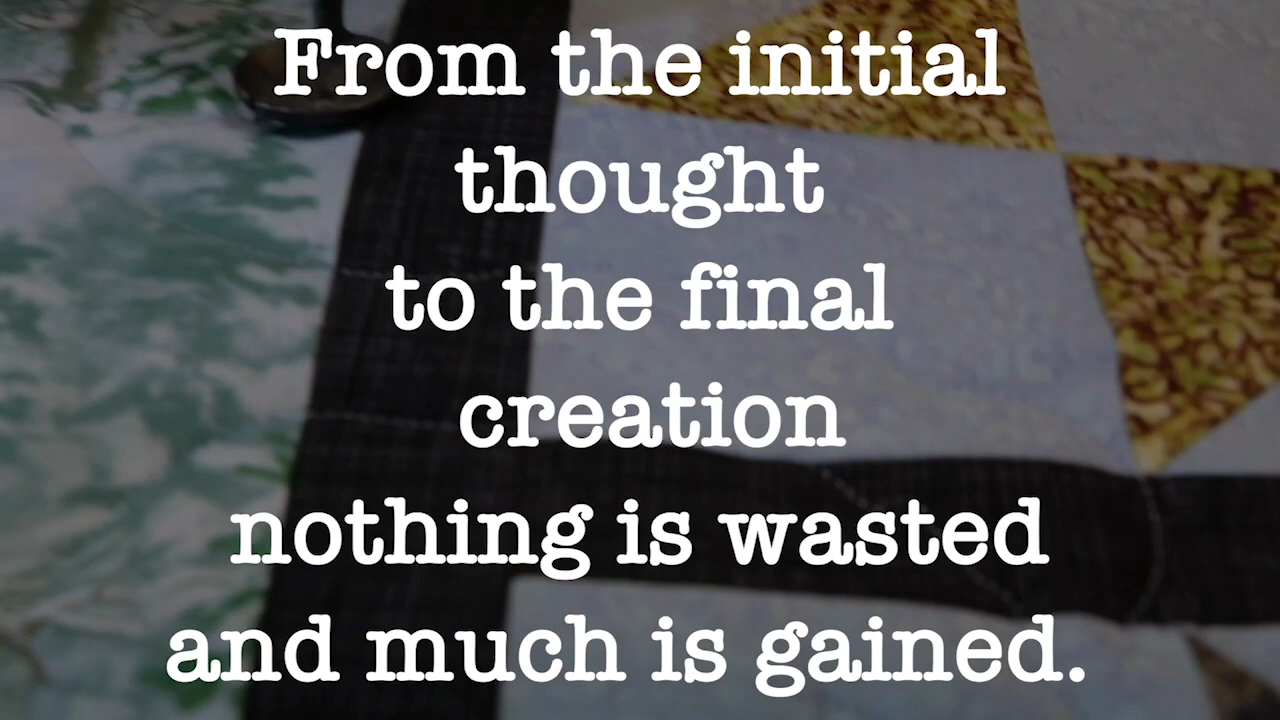 From the initial
thought
to the final
creation
nothing is wasted
and much is gained.